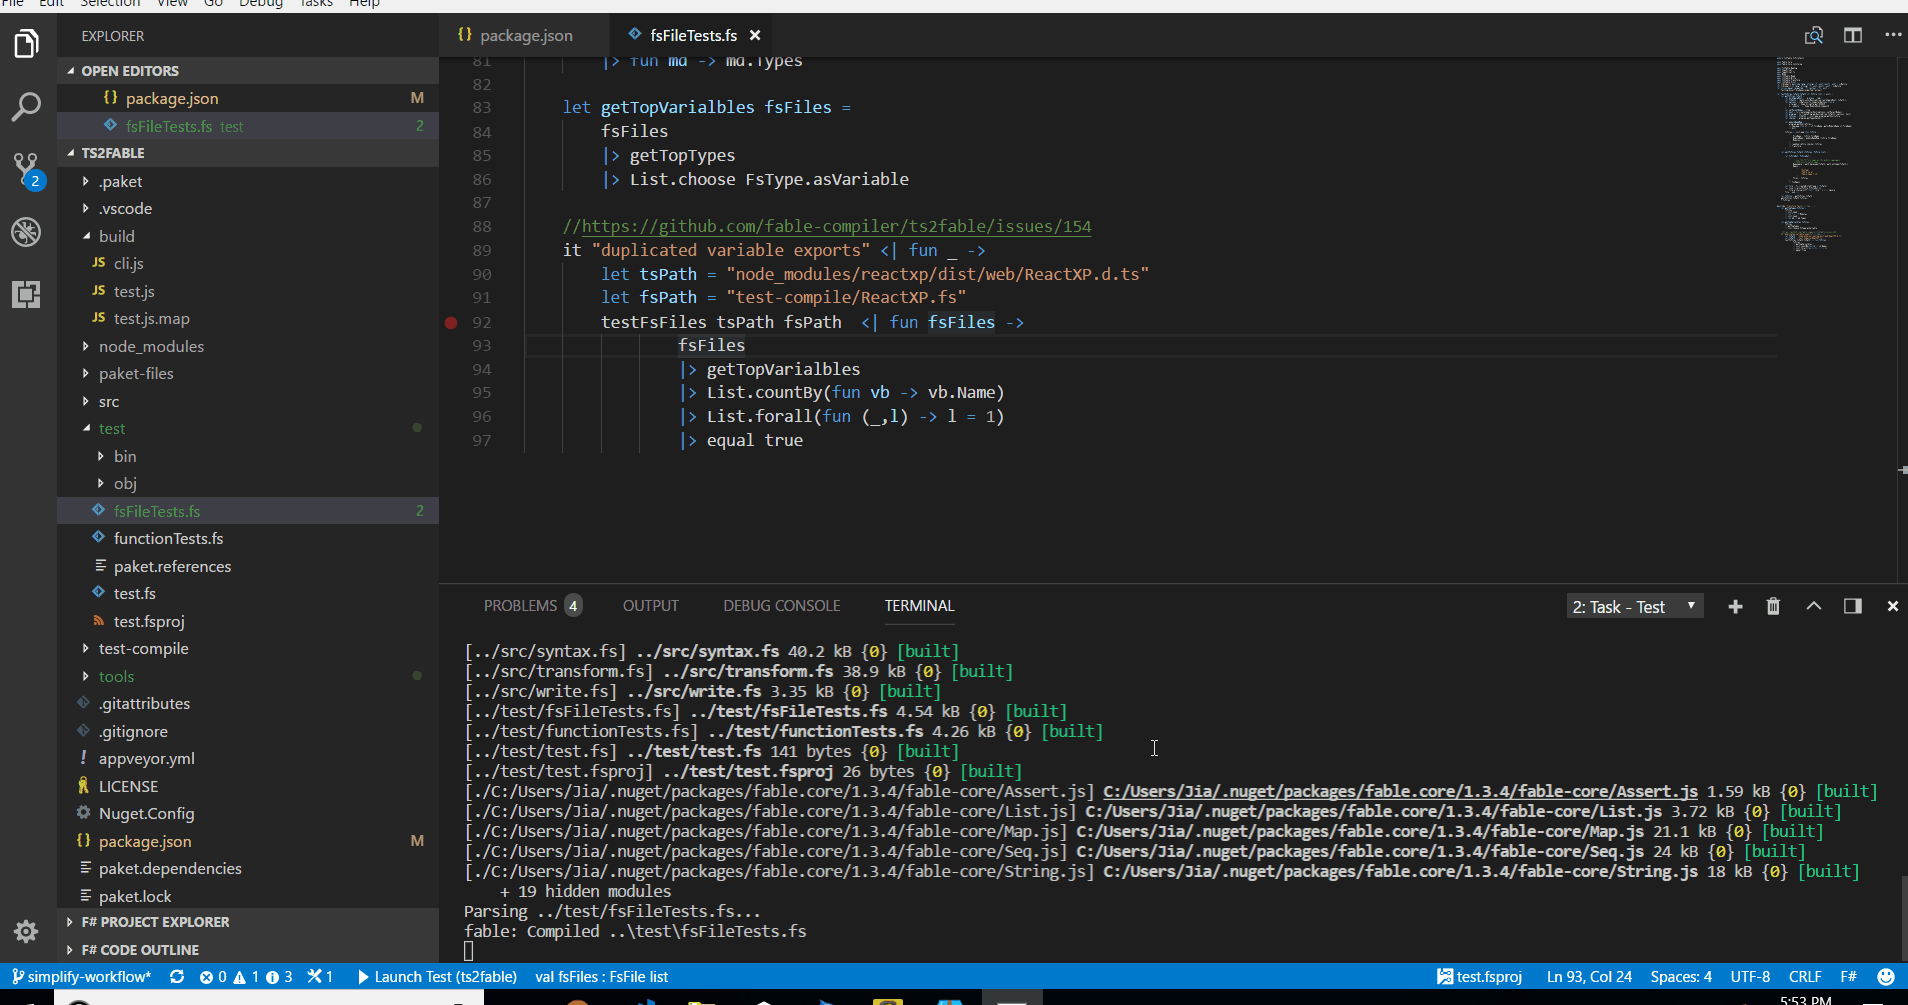 File Edit Selection View Go Debug Tasks Help
EXPLORER
OPEN EDITORS
{} package.json M
fsFileTests.fs test 2
TS2FABLE
.paket
.vscode
build
JS cli.js
JS test.js
JS test.js.map
node_modules
paket-files
src
test
bin
obj
fsFileTests.fs 2
functionTests.fs
paket.references
test.fs
test.fsproj
test-compile
tools
.gitattributes
.gitignore
! appveyor.yml
LICENSE
Nuget.Config
{} package.json M
paket.dependencies
paket.lock
F# PROJECT EXPLORER
F# CODE OUTLINE
2
{} package.json
fsFileTests.fs ×
81 |> fun md -> md.Types
82
83 let getTopVarialbles fsFiles =
84 fsFiles
85 |> getTopTypes
86 |> List.choose FsType.asVariable
87
88 //https://github.com/fable-compiler/ts2fable/issues/154
89 it "duplicated variable exports" <| fun _ ->
90 let tsPath = "node_modules/reactxp/dist/web/ReactXP.d.ts"
91 let fsPath = "test-compile/ReactXP.fs"
92 testFsFiles tsPath fsPath <| fun fsFiles ->
93 fsFiles
94 |> getTopVarialbles
95 |> List.countBy(fun vb -> vb.Name)
96 |> List.forall(fun (_,l) -> l = 1)
97 |> equal true
PROBLEMS 4 OUTPUT DEBUG CONSOLE TERMINAL 2: Task - Test
[../src/syntax.fs] ../src/syntax.fs 40.2 kB {0} [built]
[../src/transform.fs] ../src/transform.fs 38.9 kB {0} [built]
[../src/write.fs] ../src/write.fs 3.35 kB {0} [built]
[../test/fsFileTests.fs] ../test/fsFileTests.fs 4.54 kB {0} [built]
[../test/functionTests.fs] ../test/functionTests.fs 4.26 kB {0} [built]
[../test/test.fs] ../test/test.fs 141 bytes {0} [built]
[../test/test.fsproj] ../test/test.fsproj 26 bytes {0} [built]
[./C:/Users/Jia/.nuget/packages/fable.core/1.3.4/fable-core/Assert.js] C:/Users/Jia/.nuget/packages/fable.core/1.3.4/fable-core/Assert.js 1.59 kB {0} [built]
[./C:/Users/Jia/.nuget/packages/fable.core/1.3.4/fable-core/List.js] C:/Users/Jia/.nuget/packages/fable.core/1.3.4/fable-core/List.js 3.72 kB {0} [built]
[./C:/Users/Jia/.nuget/packages/fable.core/1.3.4/fable-core/Map.js] C:/Users/Jia/.nuget/packages/fable.core/1.3.4/fable-core/Map.js 21.1 kB {0} [built]
[./C:/Users/Jia/.nuget/packages/fable.core/1.3.4/fable-core/Seq.js] C:/Users/Jia/.nuget/packages/fable.core/1.3.4/fable-core/Seq.js 24 kB {0} [built]
[./C:/Users/Jia/.nuget/packages/fable.core/1.3.4/fable-core/String.js] C:/Users/Jia/.nuget/packages/fable.core/1.3.4/fable-core/String.js 18 kB {0} [built]
+ 19 hidden modules
Parsing ../test/fsFileTests.fs...
fable: Compiled ..\test\fsFileTests.fs
simplify-workflow* 0 1 3 1 Launch Test (ts2fable) val fsFiles : FsFile list test.fsproj Ln 93, Col 24 Spaces: 4 UTF-8 CRLF F#
5:53 PM